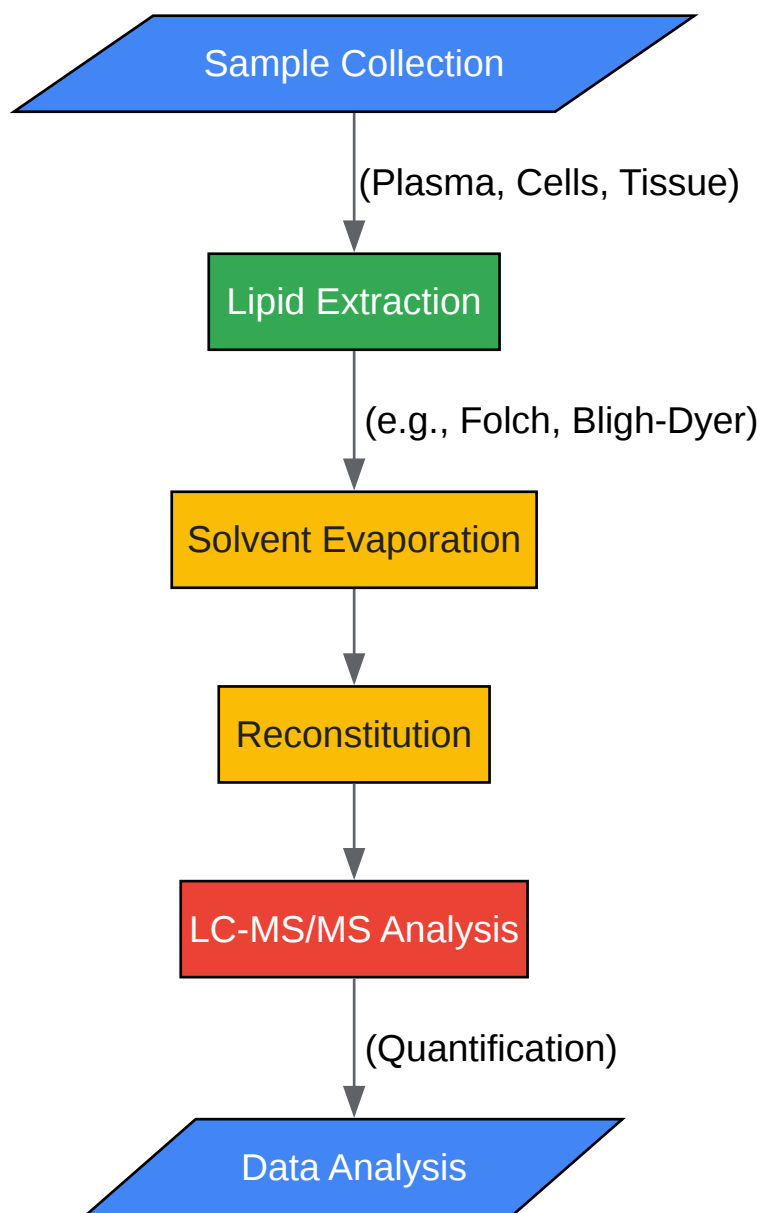 Sample Collection
(Plasma, Cells, Tissue)
Lipid Extraction
(e.g., Folch, Bligh-Dyer)
Solvent Evaporation
Reconstitution
LC-MS/MS Analysis
(Quantification)
Data Analysis